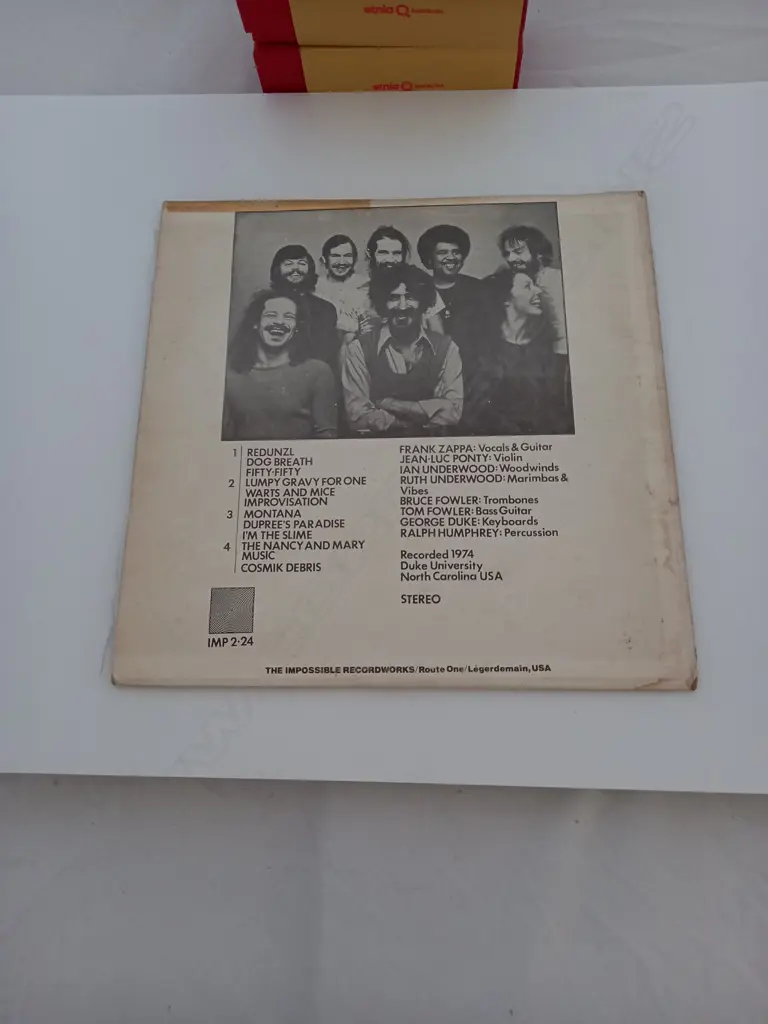 etnia
etnia
1 REDUNZL
DOG BREATH
FIFTY-FIFTY
2 LUMPY GRAVY FOR ONE
WARTS AND MICE
IMPROVISATION
3 MONTANA
DUPREE'S PARADISE
I'M THE SLIME
4 THE NANCY AND MARY
MUSIC
COSMIK DEBRIS
IMP 2-24
FRANK ZAPPA: Vocals & Guitar
JEAN-LUC PONTY: Violin
IAN UNDERWOOD: Woodwinds
RUTH UNDERWOOD: Marimbas &
Vibes
BRUCE FOWLER: Trombones
TOM FOWLER: Bass Guitar
GEORGE DUKE: Keyboards
RALPH HUMPHREY: Percussion
Recorded 1974
Duke University
North Carolina USA
STEREO
THE IMPOSSIBLE RECORDWORKS/Route One/Legerdemain, USA